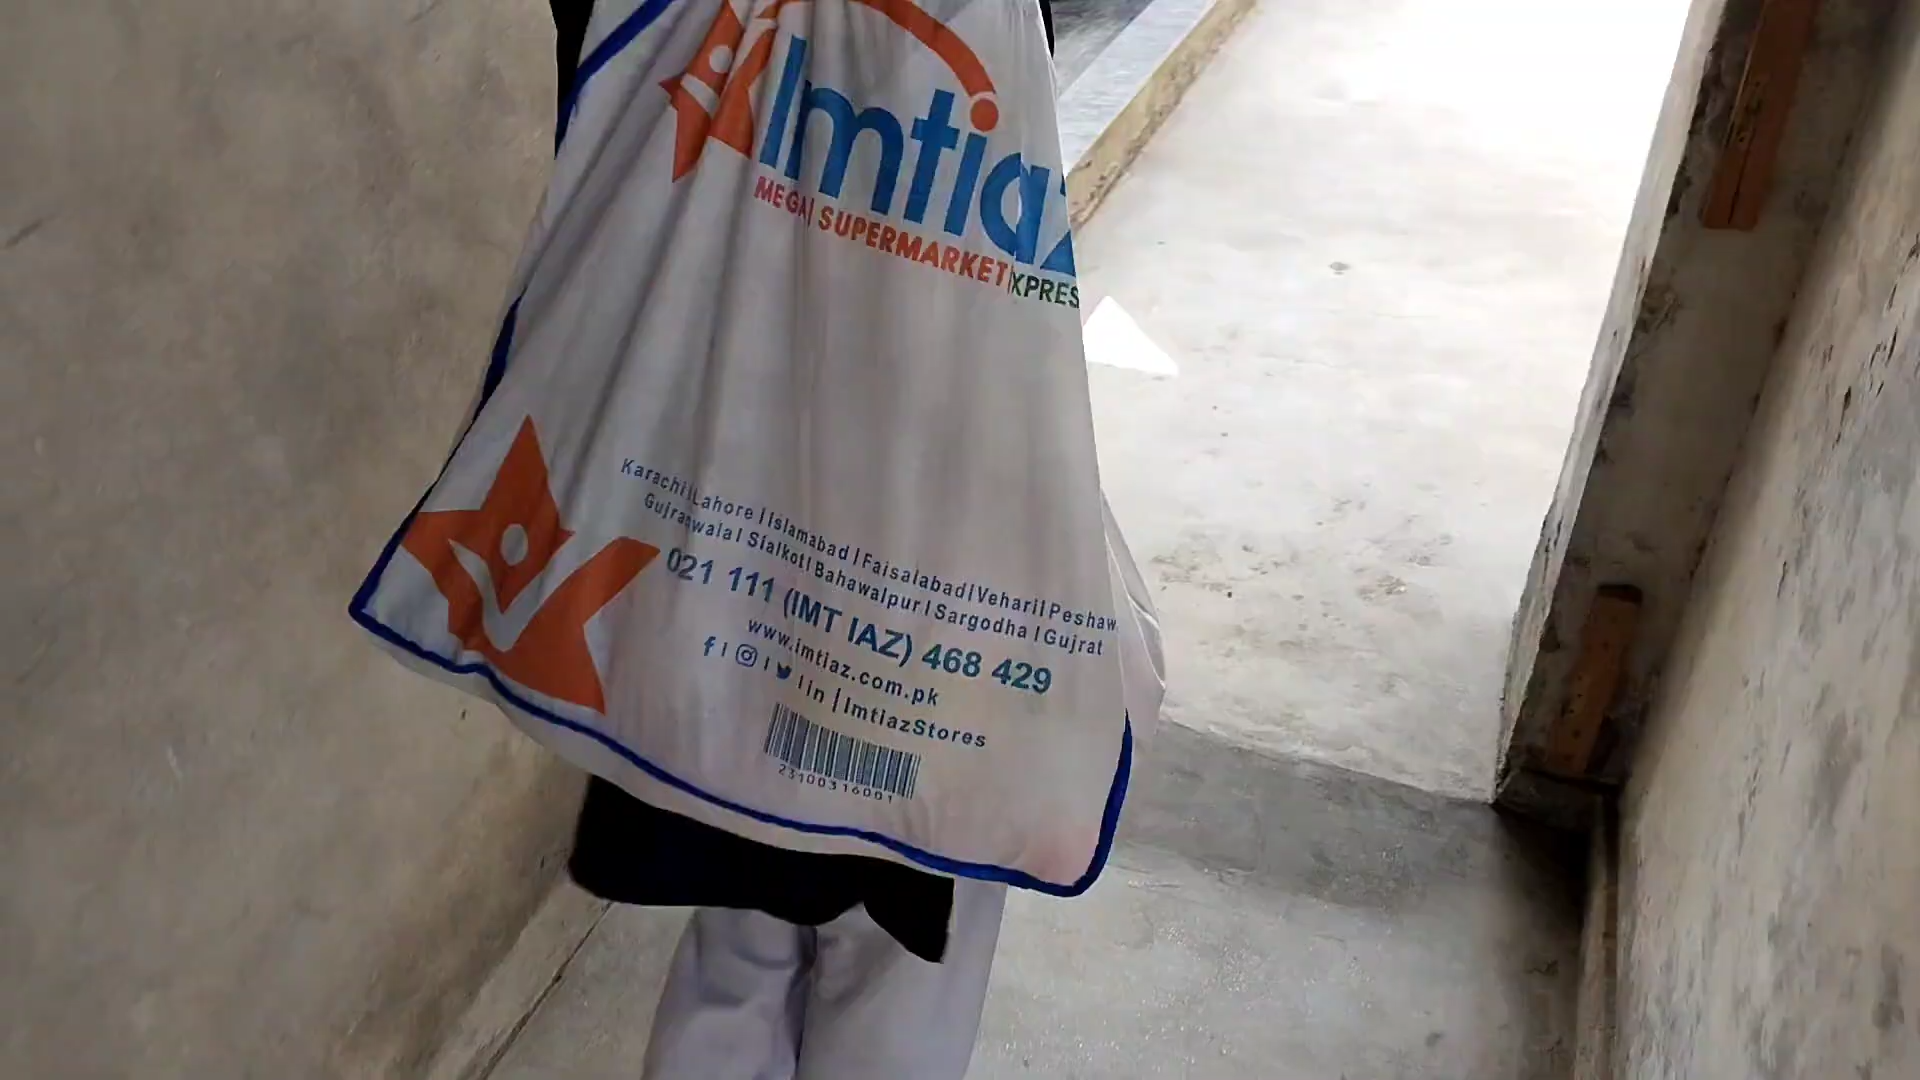 Imtiaz
MEGA| SUPERMARKET|XPRES
Karachi | Lahore | Islamabad | Faisalabad | Vehari | Peshaw
Gujranwala | Sialkot | Bahawalpur | Sargodha | Gujrat
021 111 (IMT IAZ) 468 429
www.imtiaz.com.pk
f | | | in | ImtiazStores
23100316001